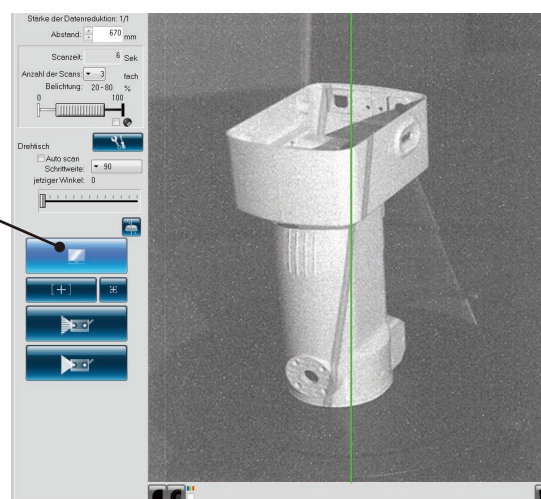 Stärke der Datenreduktion: 1/1
Abstand: 670 mm
Scanzeit: 6 Sek
Anzahl der Scans: 3 fach
Belichtung: 20-80 %
0 100
Drehtisch
Auto scan
Schrittweite: 90
jetziger Winkel: 0
[+]